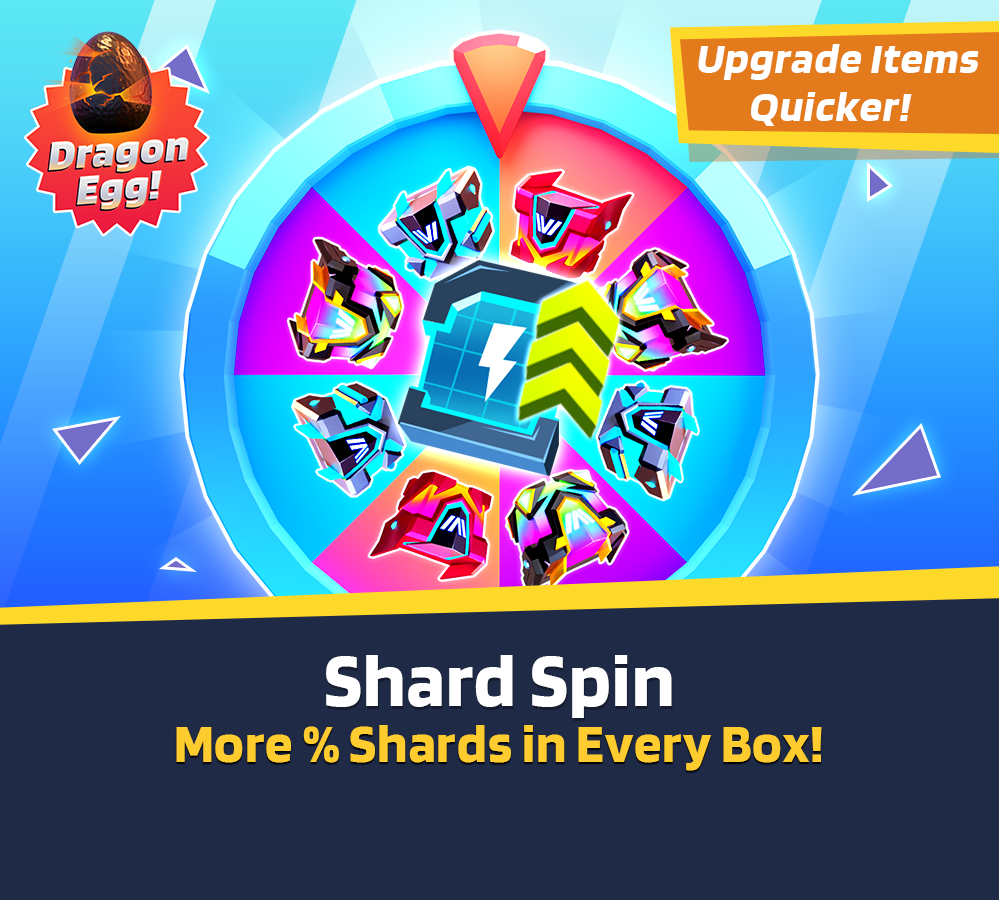 Dragon
Egg!
Upgrade Items
Quicker!
Shard Spin
More % Shards in Every Box!